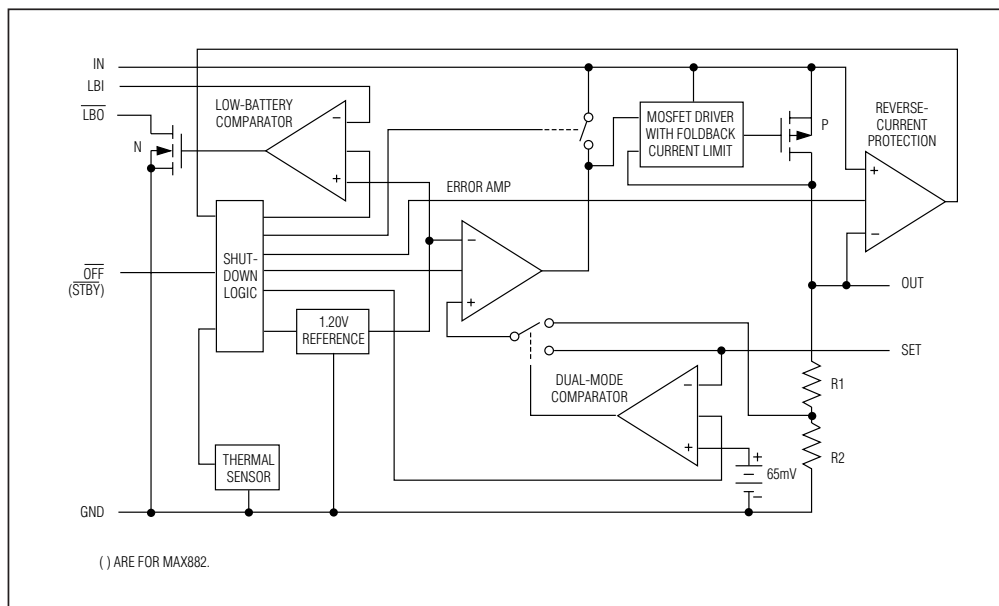 IN
LBI
LBO
LOW-BATTERY
COMPARATOR
N
MOSFET DRIVER
WITH FOLDBACK
CURRENT LIMIT
P
REVERSE-
CURRENT
PROTECTION
−
+
ERROR AMP
+
−
−
+
SHUT-
DOWN
LOGIC
OFF
(STBY)
OUT
1.20V
REFERENCE
SET
DUAL-MODE
COMPARATOR
−
+
R1
R2
+
−
65mV
THERMAL
SENSOR
GND
( ) ARE FOR MAX882.